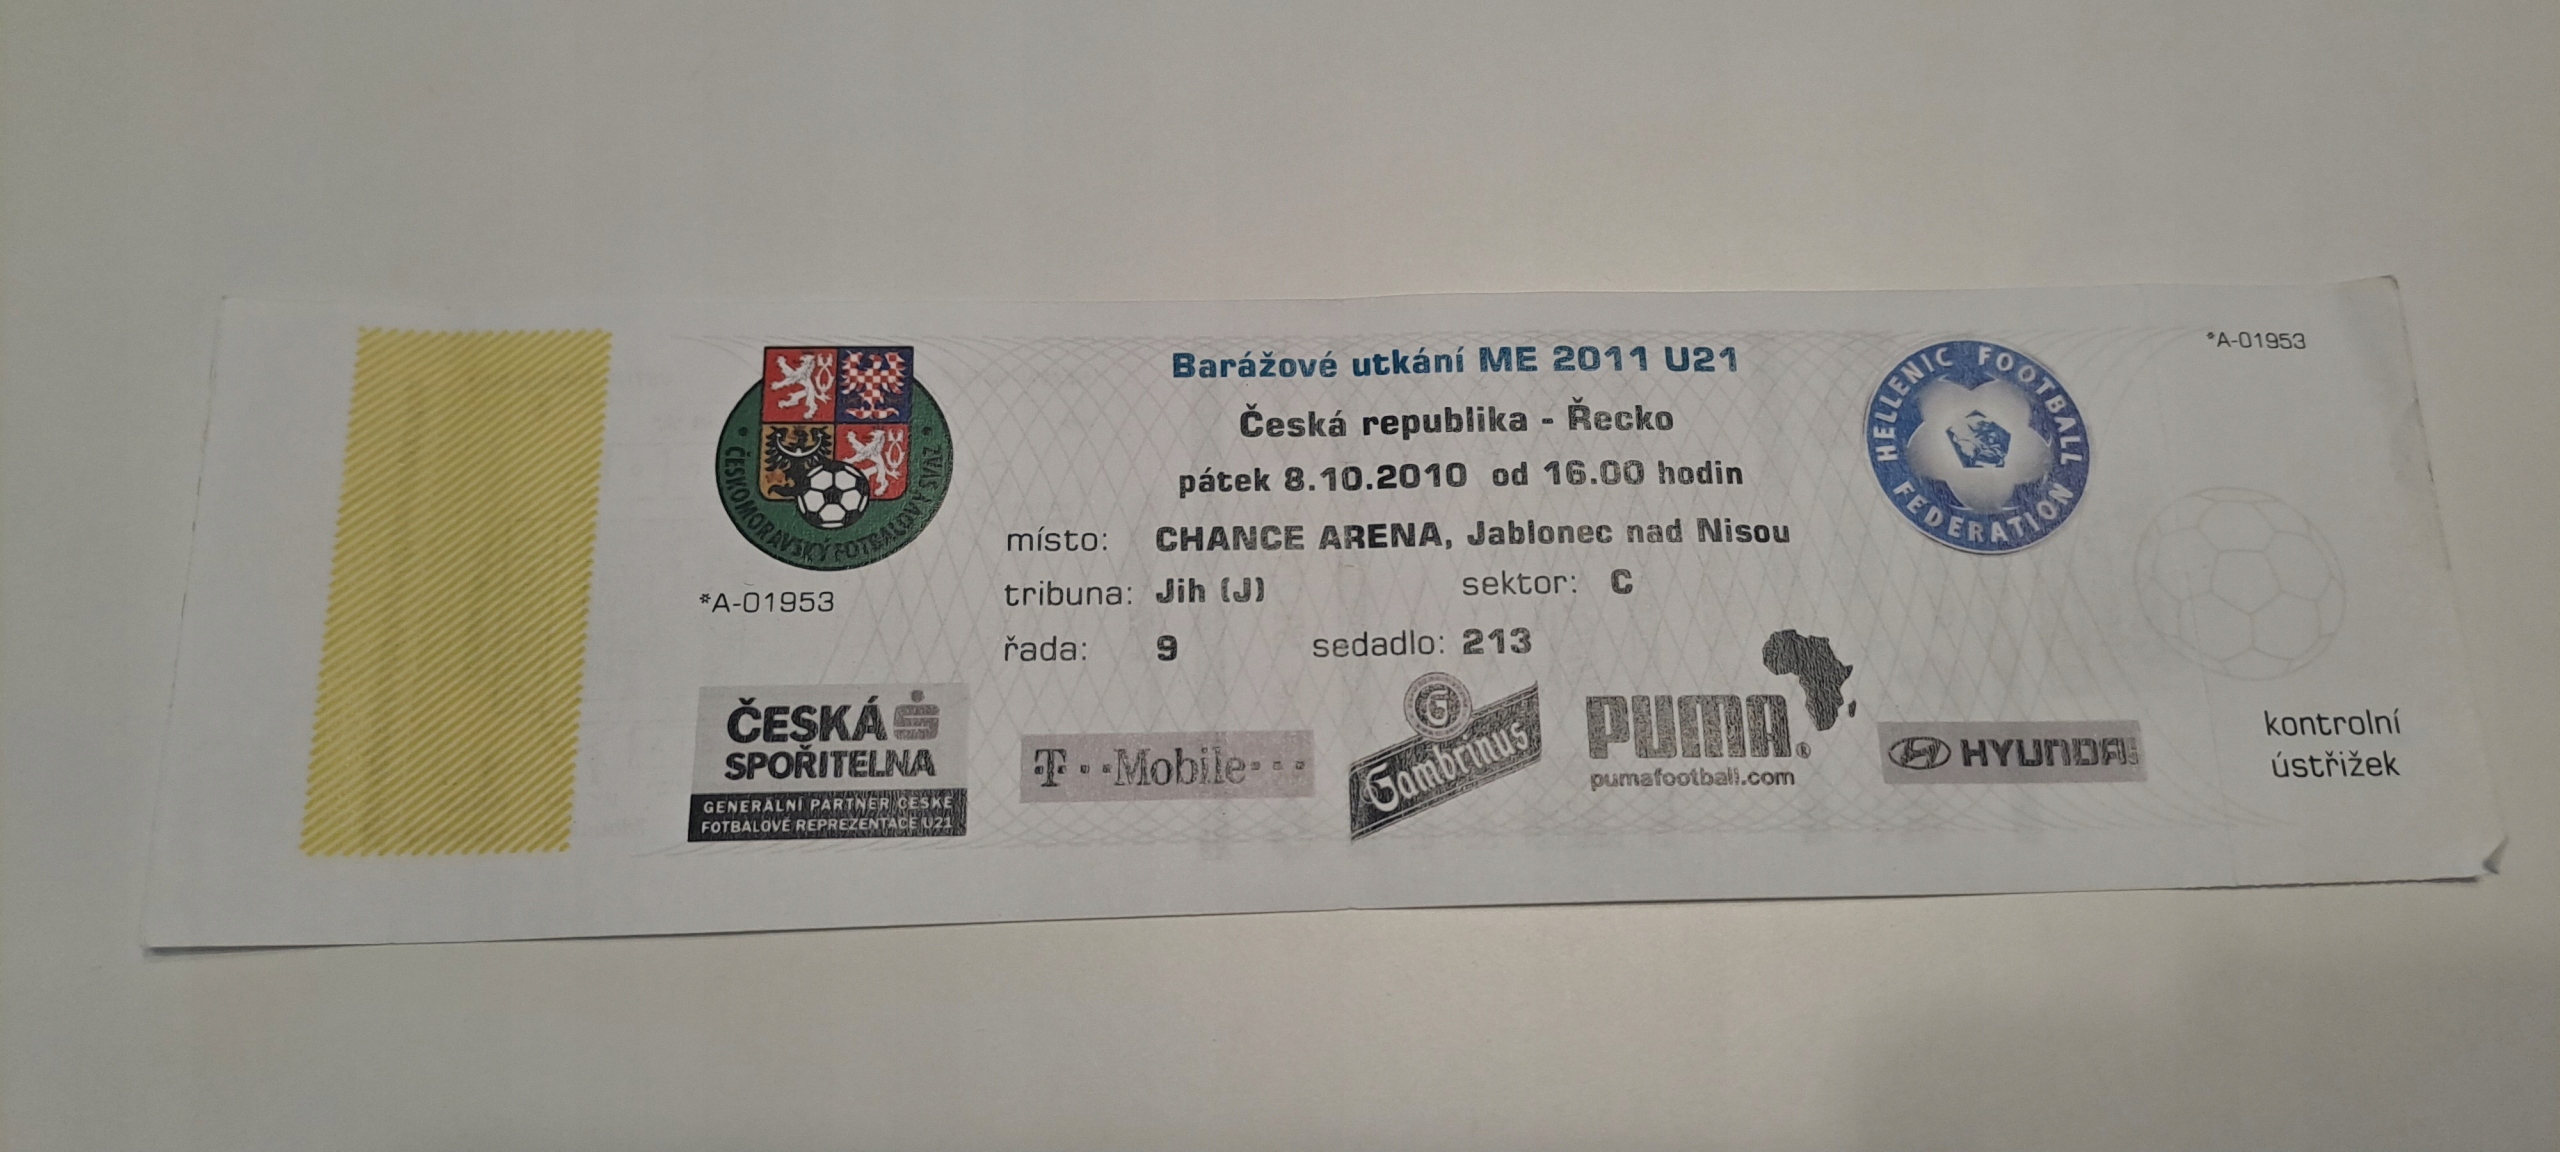 *A-01953
Barážové utkání ME 2011 U21
Česká republika - Řecko
pátek 8.10.2010 od 16.00 hodin
místo: CHANCE ARENA, Jablonec nad Nisou
tribuna: Jih (J) sektor: C
řada: 9 sedadlo: 213
ČESKOMORAVSKÝ FOTBALOVÝ SVAZ
*A-01953
HELLENIC FOOTBALL FEDERATION
ČESKÁ
SPOŘITELNA
GENERÁLNÍ PARTNER ČESKÉ
FOTBALOVÉ REPREZENTACE U21
T··Mobile···
G
Gambrinus
PUMA®
pumafootball.com
HYUNDAI
kontrolní
ústřižek